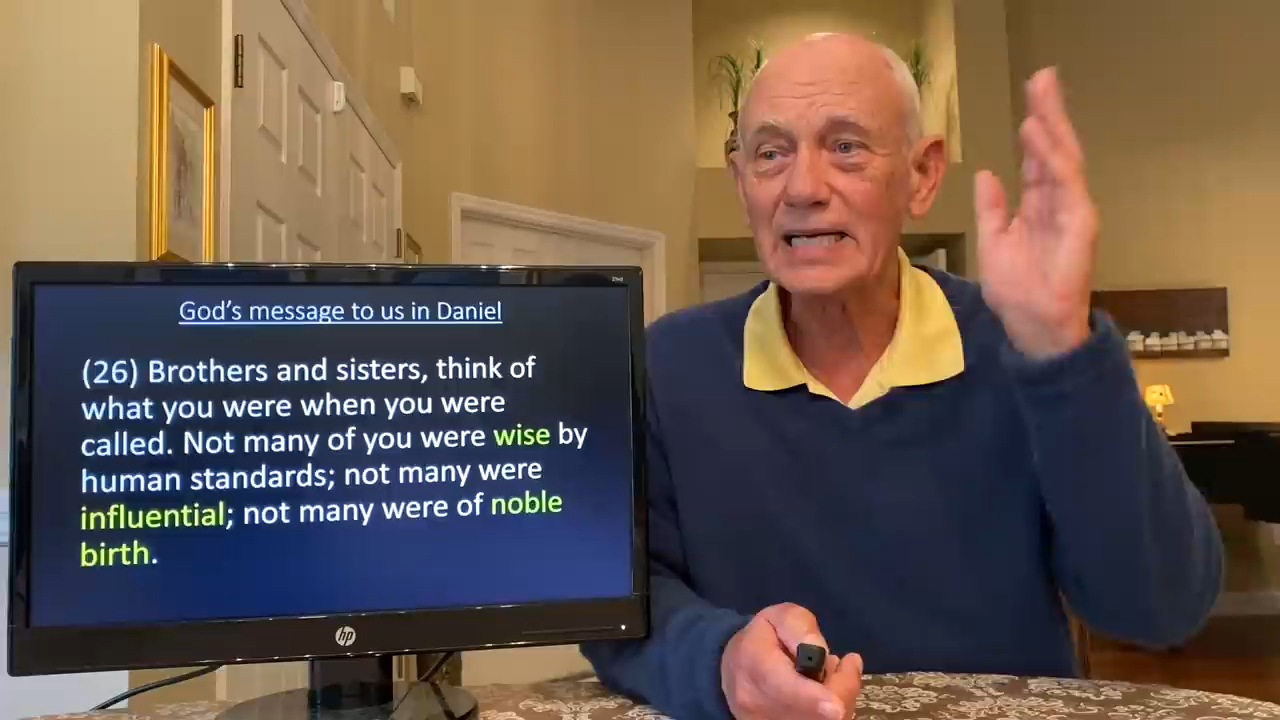 God's message to us in Daniel
(26) Brothers and sisters, think of
what you were when you were
called. Not many of you were wise by
human standards; not many were
influential; not many were of noble
birth.
hp